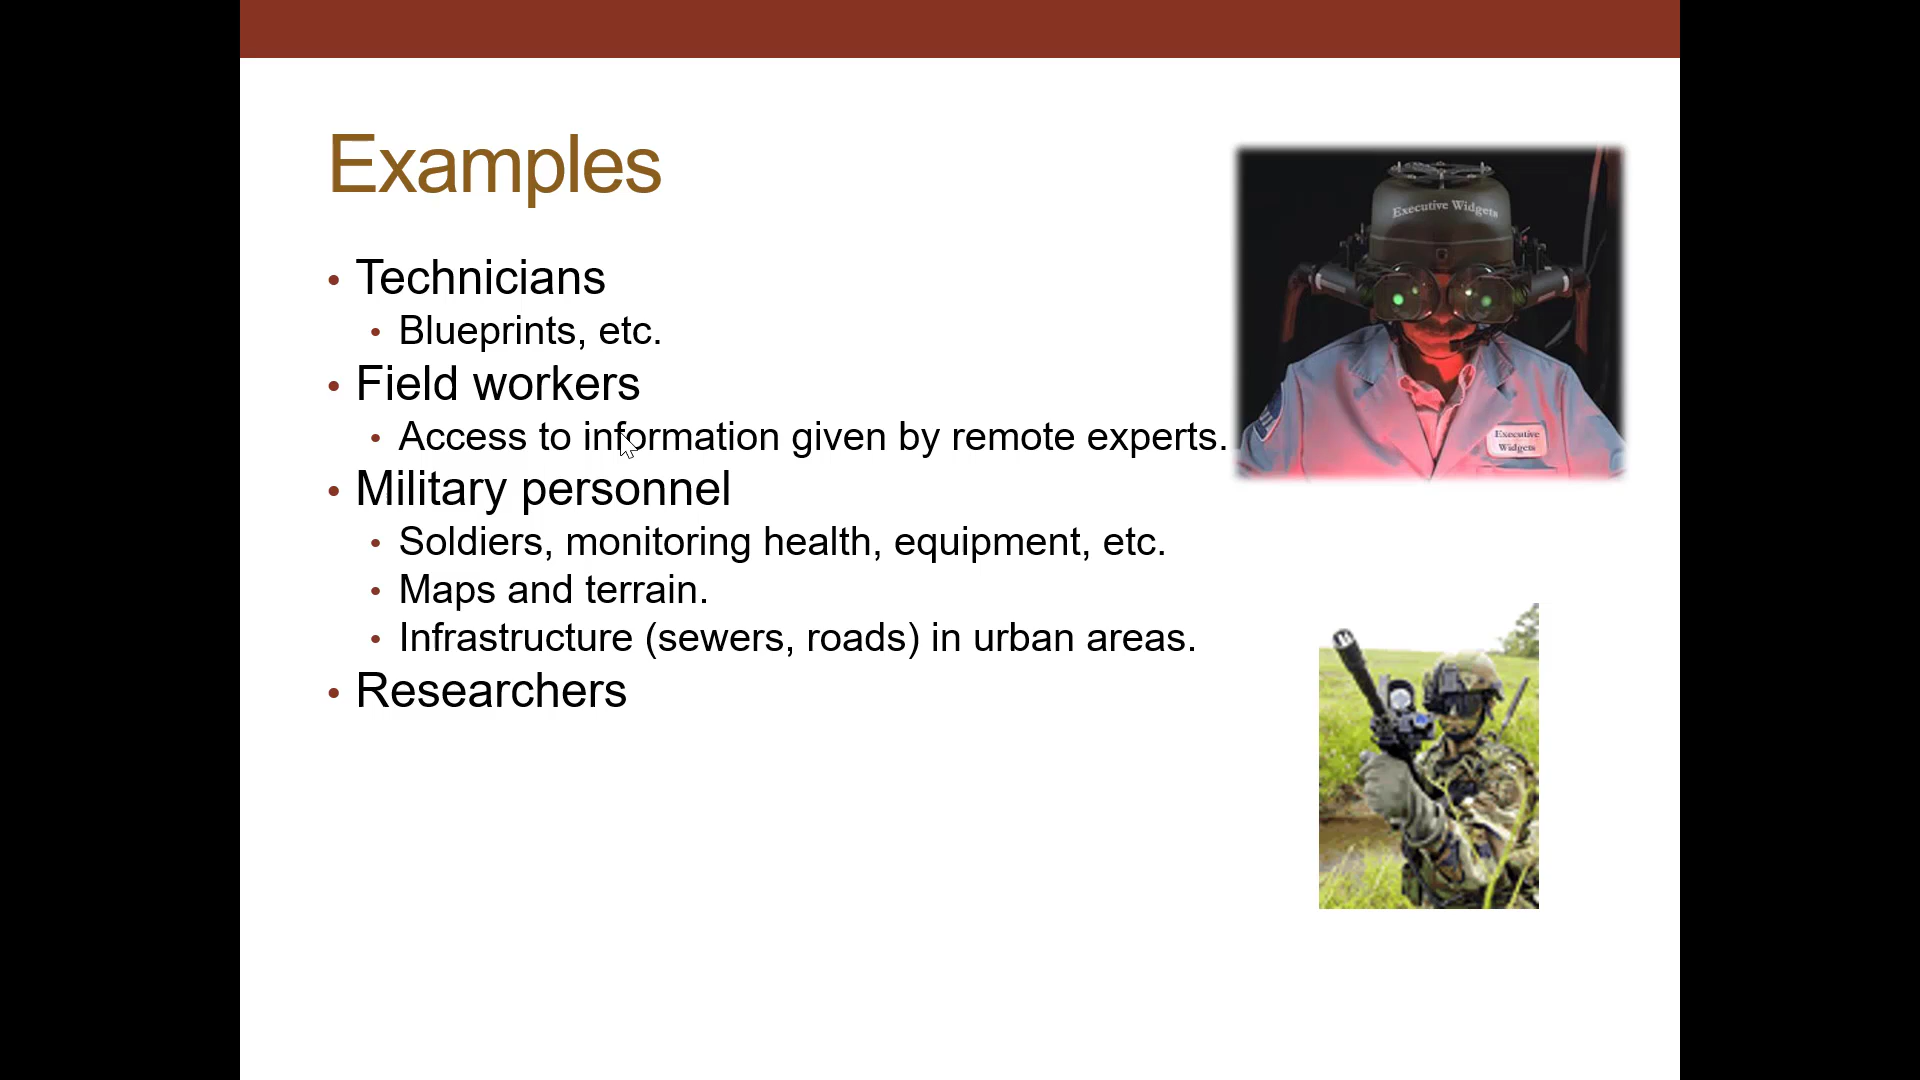 Examples
Technicians
Blueprints, etc.
Field workers
Access to information given by remote experts.
Military personnel
Soldiers, monitoring health, equipment, etc.
Maps and terrain.
Infrastructure (sewers, roads) in urban areas.
Researchers
Executive Widgets
Executive
Widgets